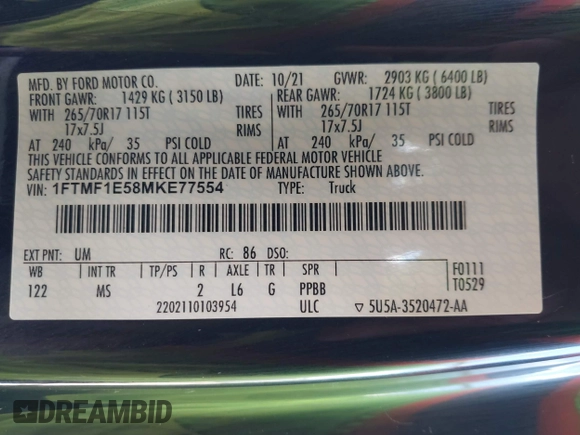 MFD. BY FORD MOTOR CO. DATE: 10/21 GVWR: 2903 KG ( 6400 LB)
FRONT GAWR: 1429 KG ( 3150 LB) REAR GAWR: 1724 KG ( 3800 LB)
WITH 265/70R17 115T TIRES WITH 265/70R17 115T TIRES
17x7.5J RIMS 17x7.5J RIMS
AT 240 kPa/ 35 PSI COLD AT 240 kPa/ 35 PSI COLD
THIS VEHICLE CONFORMS TO ALL APPLICABLE FEDERAL MOTOR VEHICLE
SAFETY STANDARDS IN EFFECT ON THE DATE OF MANUFACTURE SHOWN ABOVE.
VIN: 1FTMF1E58MKE77554 TYPE: Truck
EXT PNT: UM RC: 86 DSO:
WB INT TR TP/PS R AXLE TR SPR F0111
122 MS 2 L6 G PPBB T0529
2202110103954 ULC ▽ 5U5A-3520472-AA
DREAMBID